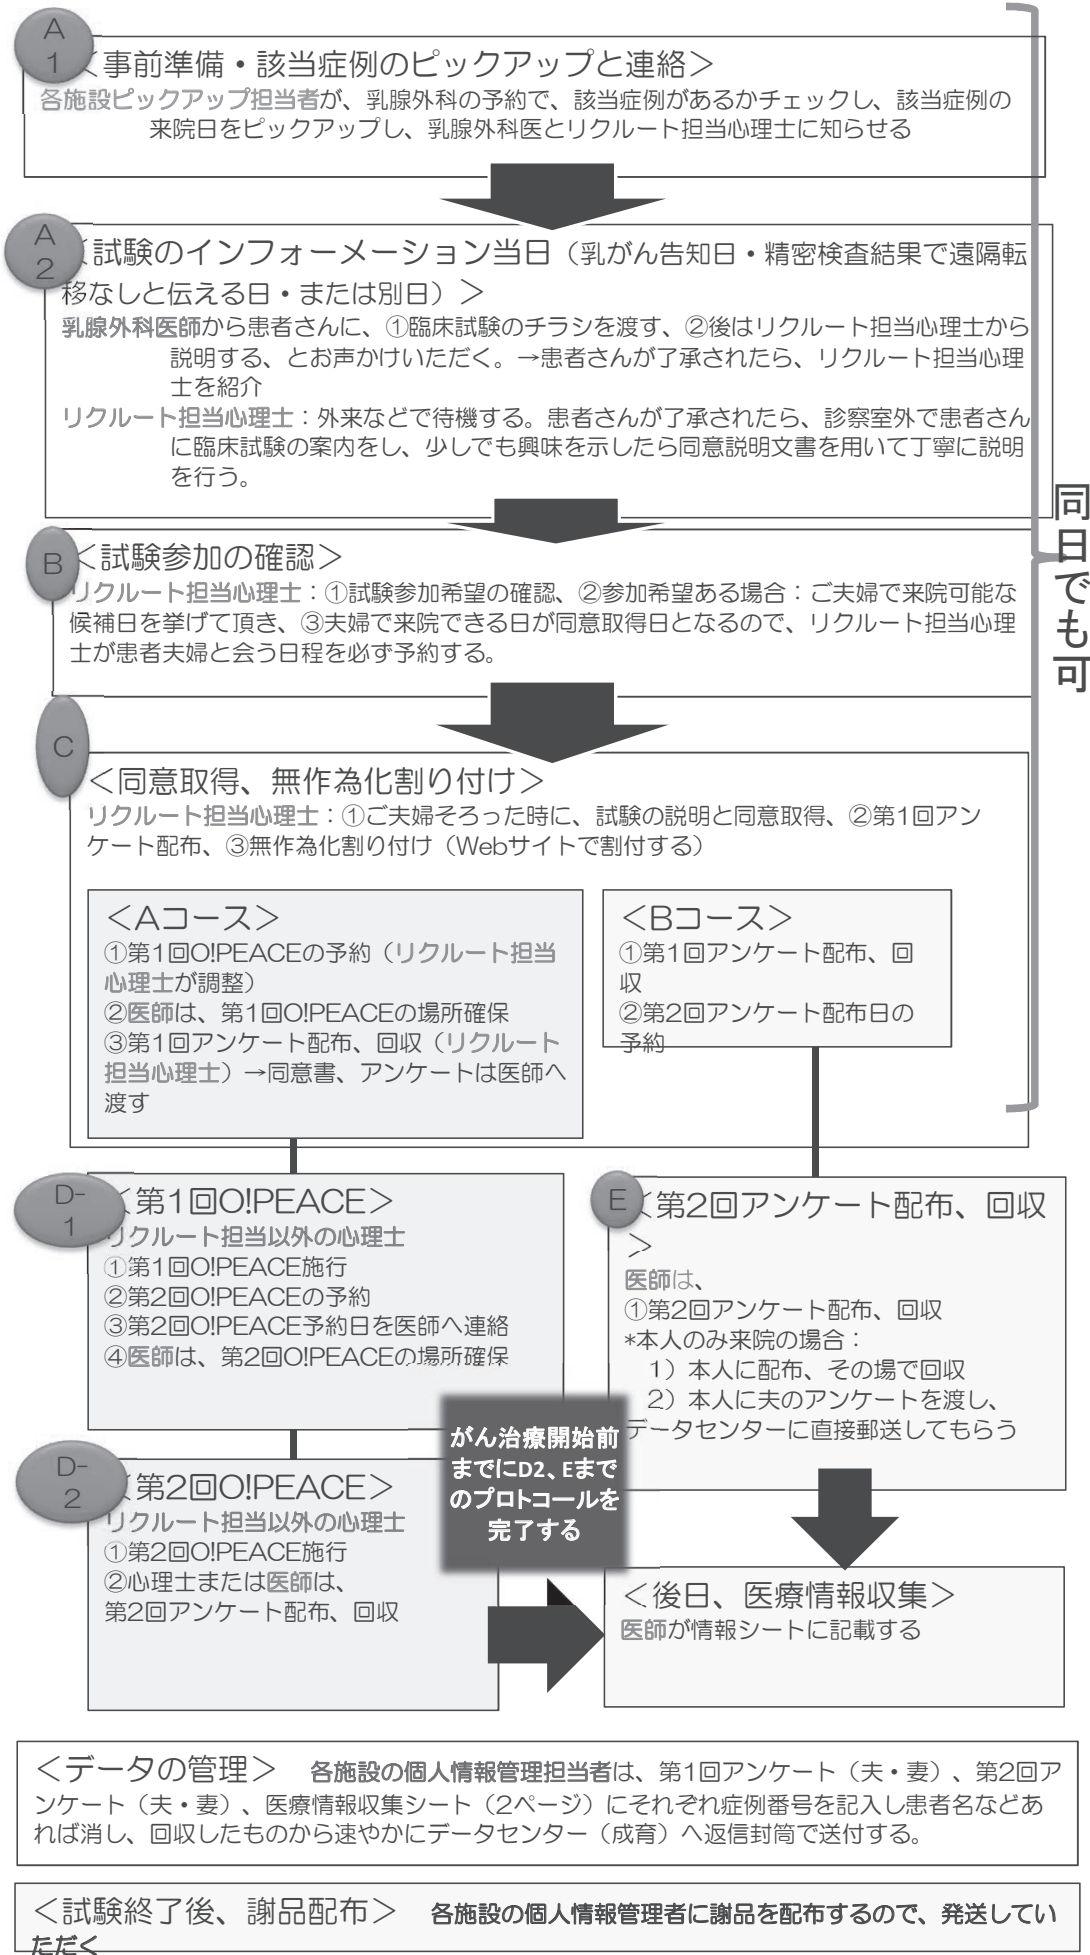 A
1
＜事前準備・該当症例のピックアップと連絡＞
各施設ピックアップ担当者が、乳腺外科の予約で、該当症例があるかチェックし、該当症例の
来院日をピックアップし、乳腺外科医とリクルート担当心理士に知らせる
A
2
＜試験のインフォーメーション当日（乳がん告知日・精密検査結果で遠隔転
移なしと伝える日・または別日）＞
乳腺外科医師から患者さんに、①臨床試験のチラシを渡す、②後はリクルート担当心理士から
説明する、とお声かけいただく。→患者さんが了承されたら、リクルート担当心理
士を紹介
リクルート担当心理士：外来などで待機する。患者さんが了承されたら、診察室外で患者さん
に臨床試験の案内をし、少しでも興味を示したら同意説明文書を用いて丁寧に説明
を行う。
同日でも可
B
＜試験参加の確認＞
リクルート担当心理士：①試験参加希望の確認、②参加希望ある場合：ご夫婦で来院可能な
候補日を挙げて頂き、③夫婦で来院できる日が同意取得日となるので、リクルート担当心理
士が患者夫婦と会う日程を必ず予約する。
C
＜同意取得、無作為化割り付け＞
リクルート担当心理士：①ご夫婦そろった時に、試験の説明と同意取得、②第1回アン
ケート配布、③無作為化割り付け（Webサイトで割付する）
＜Aコース＞
①第1回O!PEACEの予約（リクルート担当
心理士が調整）
②医師は、第1回O!PEACEの場所確保
③第1回アンケート配布、回収（リクルート
担当心理士）→同意書、アンケートは医師へ
渡す
＜Bコース＞
①第1回アンケート配布、回
収
②第2回アンケート配布日の
予約
D-
1
＜第1回O!PEACE＞
リクルート担当以外の心理士
①第1回O!PEACE施行
②第2回O!PEACEの予約
③第2回O!PEACE予約日を医師へ連絡
④医師は、第2回O!PEACEの場所確保
E
＜第2回アンケート配布、回収
＞
医師は、
①第2回アンケート配布、回収
*本人のみ来院の場合：
1）本人に配布、その場で回収
2）本人に夫のアンケートを渡し、
データセンターに直接郵送してもらう
がん治療開始前
までにD2、Eまで
のプロトコールを
完了する
D-
2
＜第2回O!PEACE＞
リクルート担当以外の心理士
①第2回O!PEACE施行
②心理士または医師は、
第2回アンケート配布、回収
＜後日、医療情報収集＞
医師が情報シートに記載する
＜データの管理＞ 各施設の個人情報管理担当者は、第1回アンケート（夫・妻）、第2回ア
ンケート（夫・妻）、医療情報収集シート（2ページ）にそれぞれ症例番号を記入し患者名などあ
れば消し、回収したものから速やかにデータセンター（成育）へ返信封筒で送付する。
＜試験終了後、謝品配布＞ 各施設の個人情報管理者に謝品を配布するので、発送してい
ただく